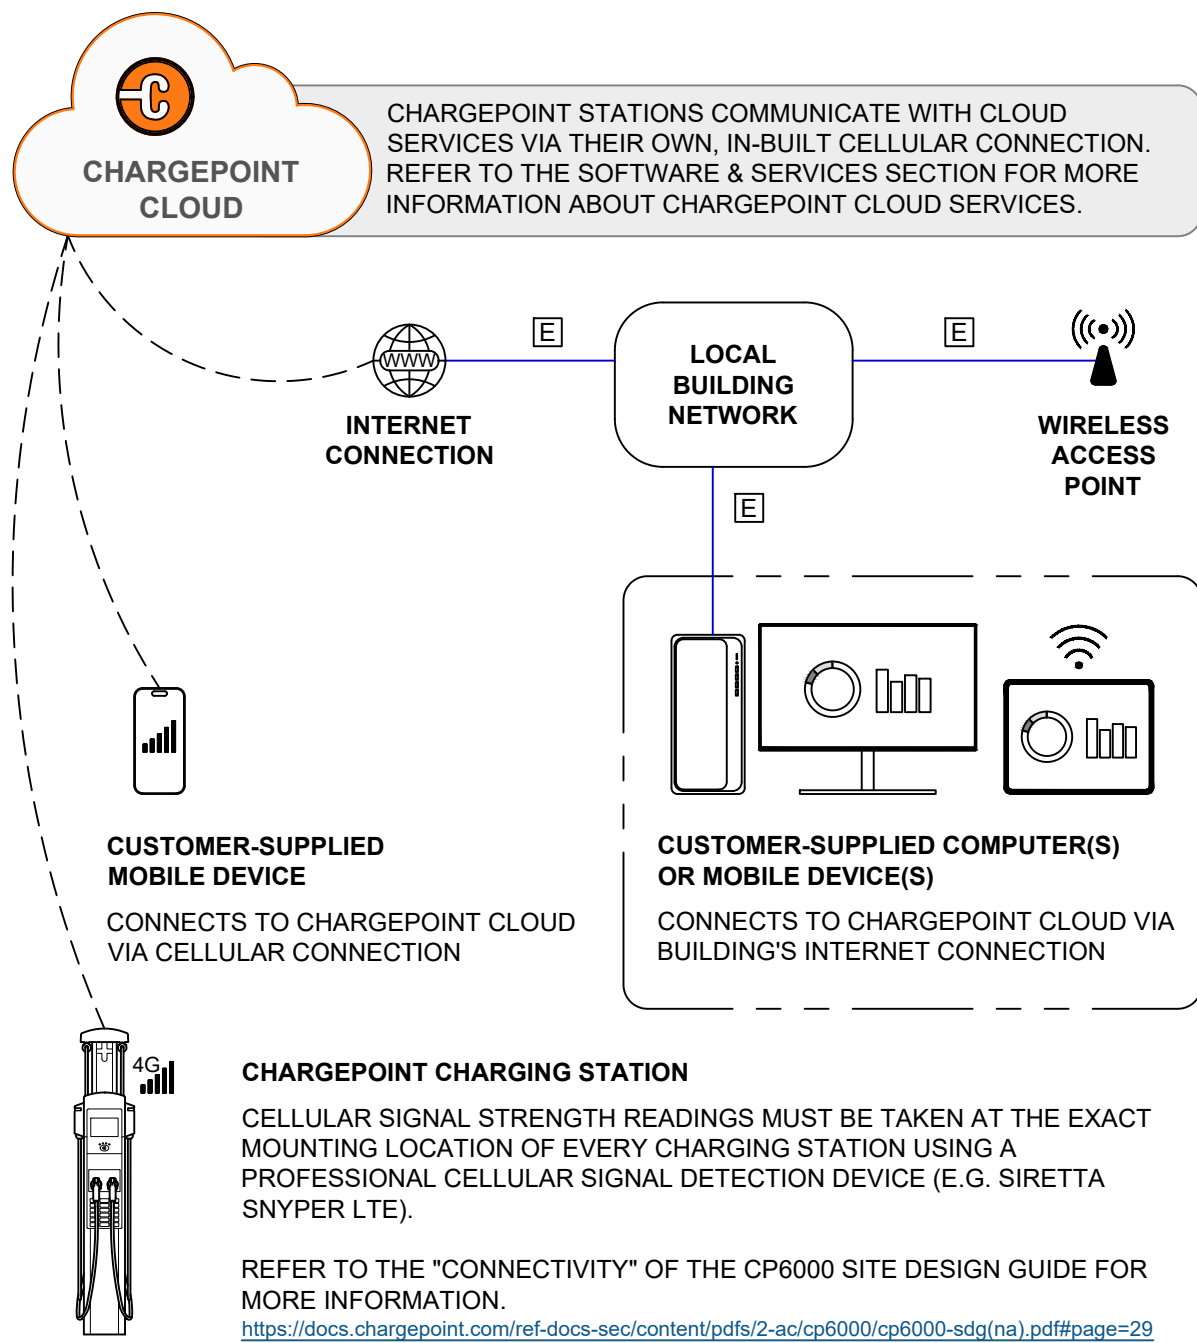 CHARGEPOINT
CLOUD
CHARGEPOINT STATIONS COMMUNICATE WITH CLOUD
SERVICES VIA THEIR OWN, IN-BUILT CELLULAR CONNECTION.
REFER TO THE SOFTWARE & SERVICES SECTION FOR MORE
INFORMATION ABOUT CHARGEPOINT CLOUD SERVICES.
WWW
INTERNET
CONNECTION
E
LOCAL
BUILDING
NETWORK
E
WIRELESS
ACCESS
POINT
E
CUSTOMER-SUPPLIED
MOBILE DEVICE
CONNECTS TO CHARGEPOINT CLOUD
VIA CELLULAR CONNECTION
CUSTOMER-SUPPLIED COMPUTER(S)
OR MOBILE DEVICE(S)
CONNECTS TO CHARGEPOINT CLOUD VIA
BUILDING'S INTERNET CONNECTION
4G
CHARGEPOINT CHARGING STATION
CELLULAR SIGNAL STRENGTH READINGS MUST BE TAKEN AT THE EXACT
MOUNTING LOCATION OF EVERY CHARGING STATION USING A
PROFESSIONAL CELLULAR SIGNAL DETECTION DEVICE (E.G. SIRETTA
SNYPER LTE).
REFER TO THE "CONNECTIVITY" OF THE CP6000 SITE DESIGN GUIDE FOR
MORE INFORMATION.
https://docs.chargepoint.com/ref-docs-sec/content/pdfs/2-ac/cp6000/cp6000-sdg(na).pdf#page=29